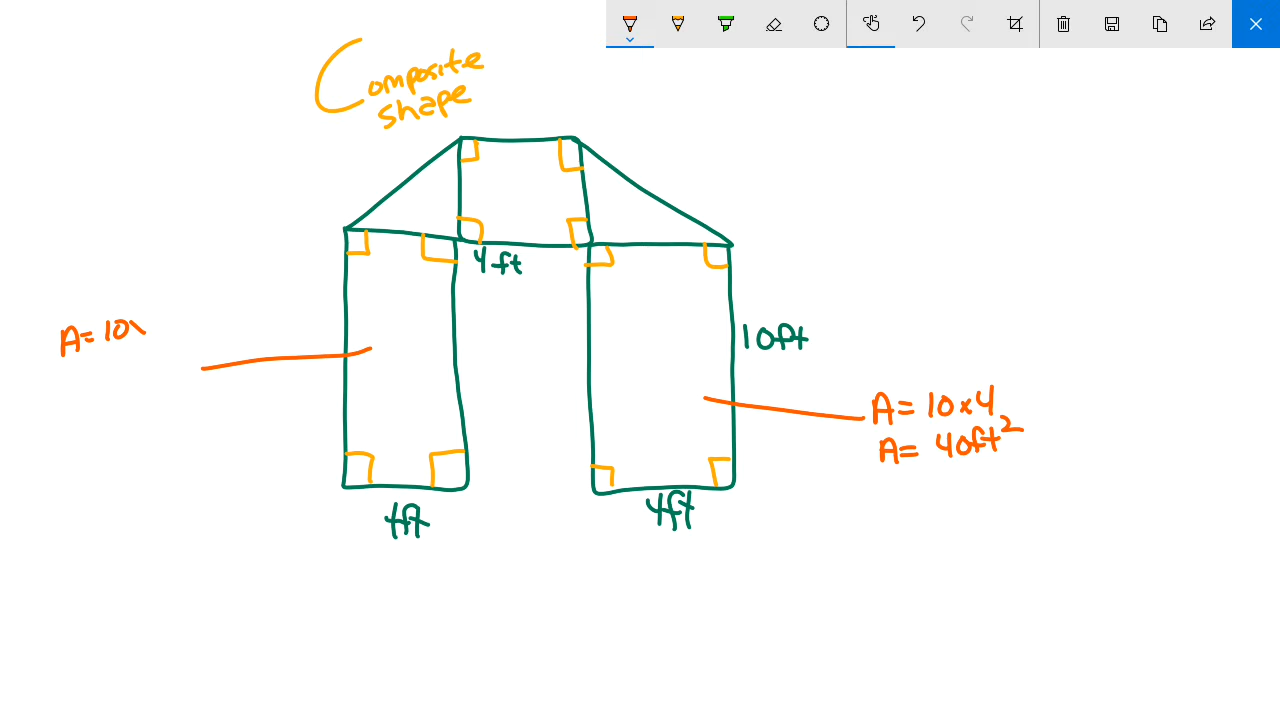 Composite
shape
4ft
A=10×
10ft
A= 10×4
A= 40ft²
4ft
4ft